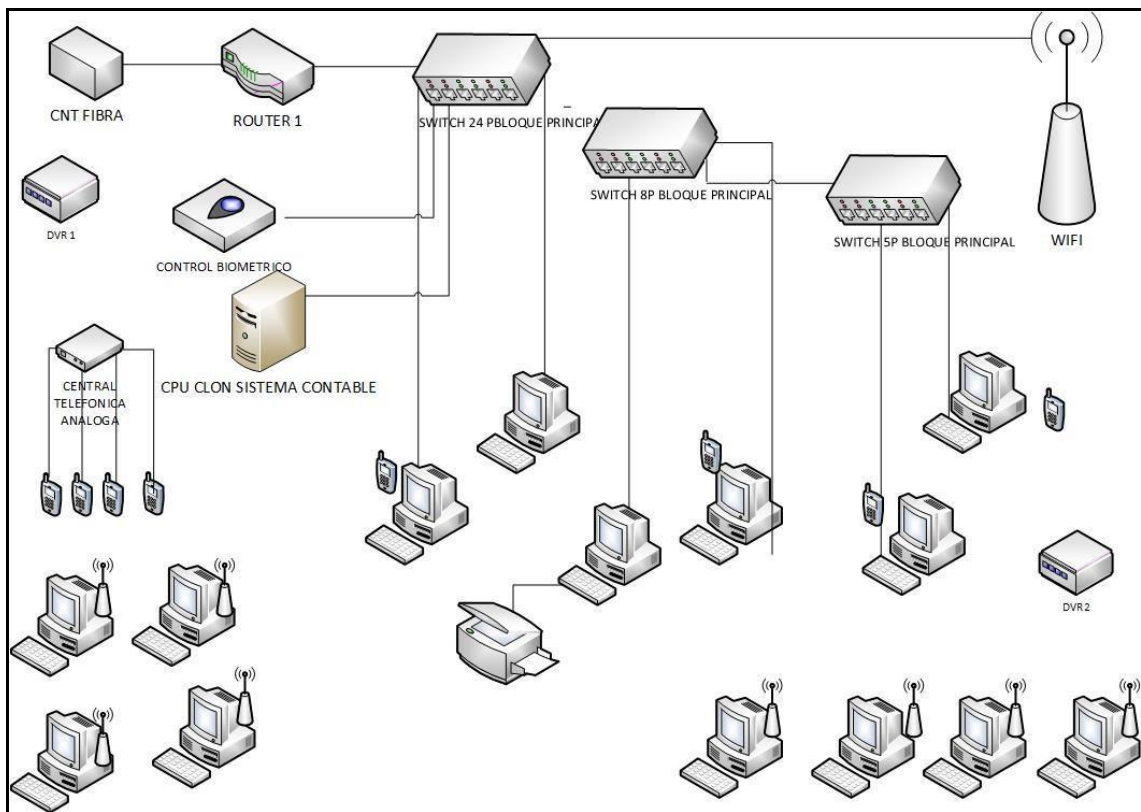 CNT FIBRA
ROUTER 1
SWITCH 24 PBLOQUE PRINCIPA
SWITCH 8P BLOQUE PRINCIPAL
SWITCH 5P BLOQUE PRINCIPAL
WIFI
DVR 1
CONTROL BIOMETRICO
CPU CLON SISTEMA CONTABLE
CENTRAL
TELEFONICA
ANALOGA
DVR 2